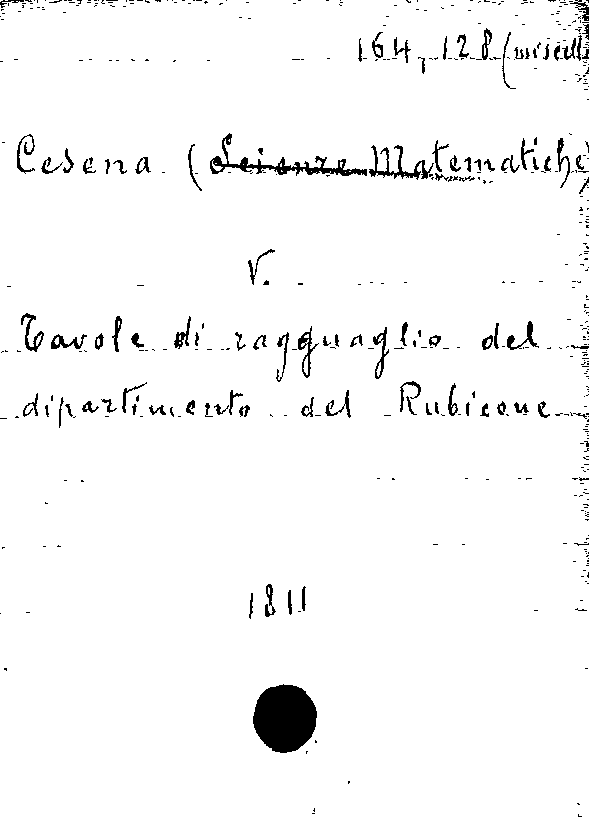 164, 128 (miscell
Cesena (Scienze Matematiche)
V.
Tavole di ragguaglio del
dipartimento del Rubicone
1811